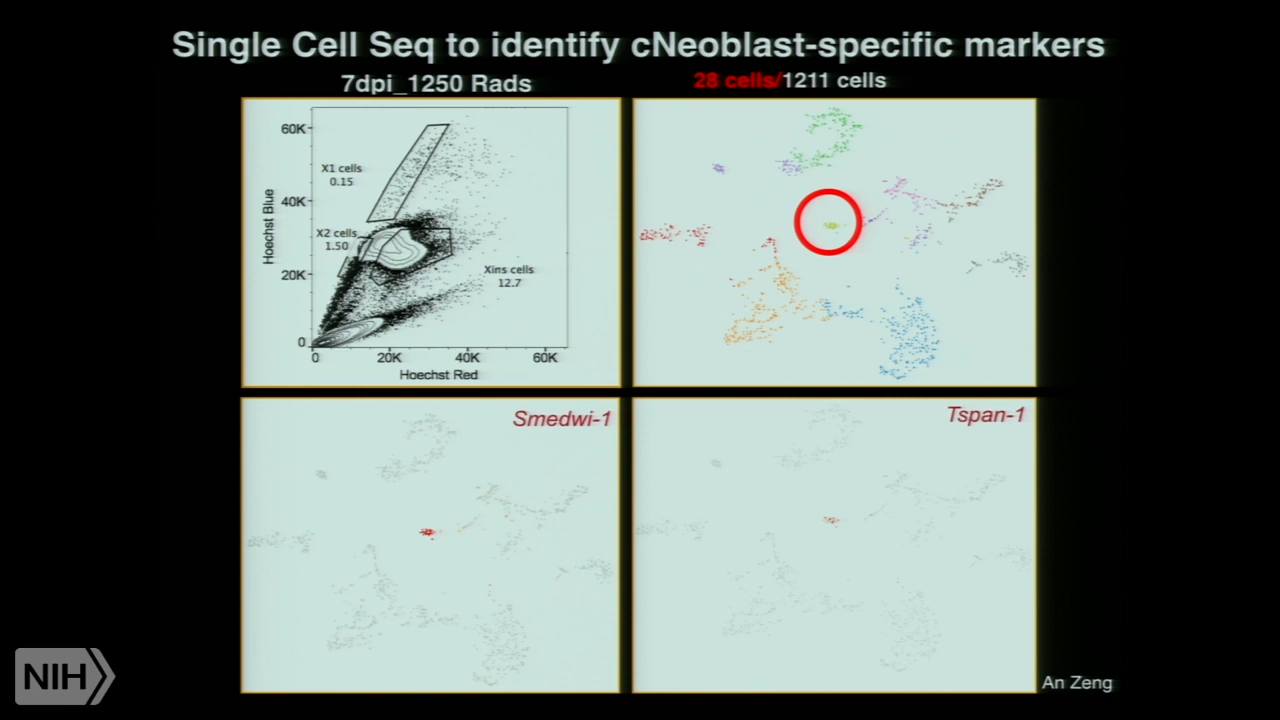 Single Cell Seq to identify cNeoblast-specific markers
7dpi_1250 Rads
28 cells/1211 cells
60K
40K
20K
0
Hoechst Blue
X1 cells
0.15
X2 cells
1.50
Xins cells
12.7
0
20K
40K
60K
Hoechst Red
Smedwi-1
Tspan-1
An Zeng
NIH